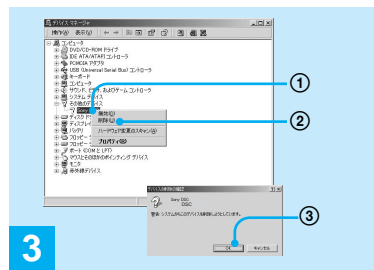 デバイス マネージャ
操作(A) 表示(V)
コンピュータ
DVD/CD-ROM ドライブ
IDE ATA/ATAPI コントローラ
PCMCIA アダプタ
USB (Universal Serial Bus) コントローラ
キーボード
コンピュータ
サウンド、ビデオ、およびゲーム コントローラ
システム デバイス
その他のデバイス
Sony DSC
無効(D)
削除(U)
ハードウェア変更のスキャン(A)
プロパティ(R)
ディスク ド
ディスプレイ
バッテリ
フロッピー
フロッピー
ポート (COM と LPT)
マウスとそのほかのポインティング デバイス
モニタ
赤外線デバイス
①
②
デバイス削除の確認
Sony DSC
DSC
警告: システムからこのデバイスを削除しようとしています。
OK キャンセル
③
3